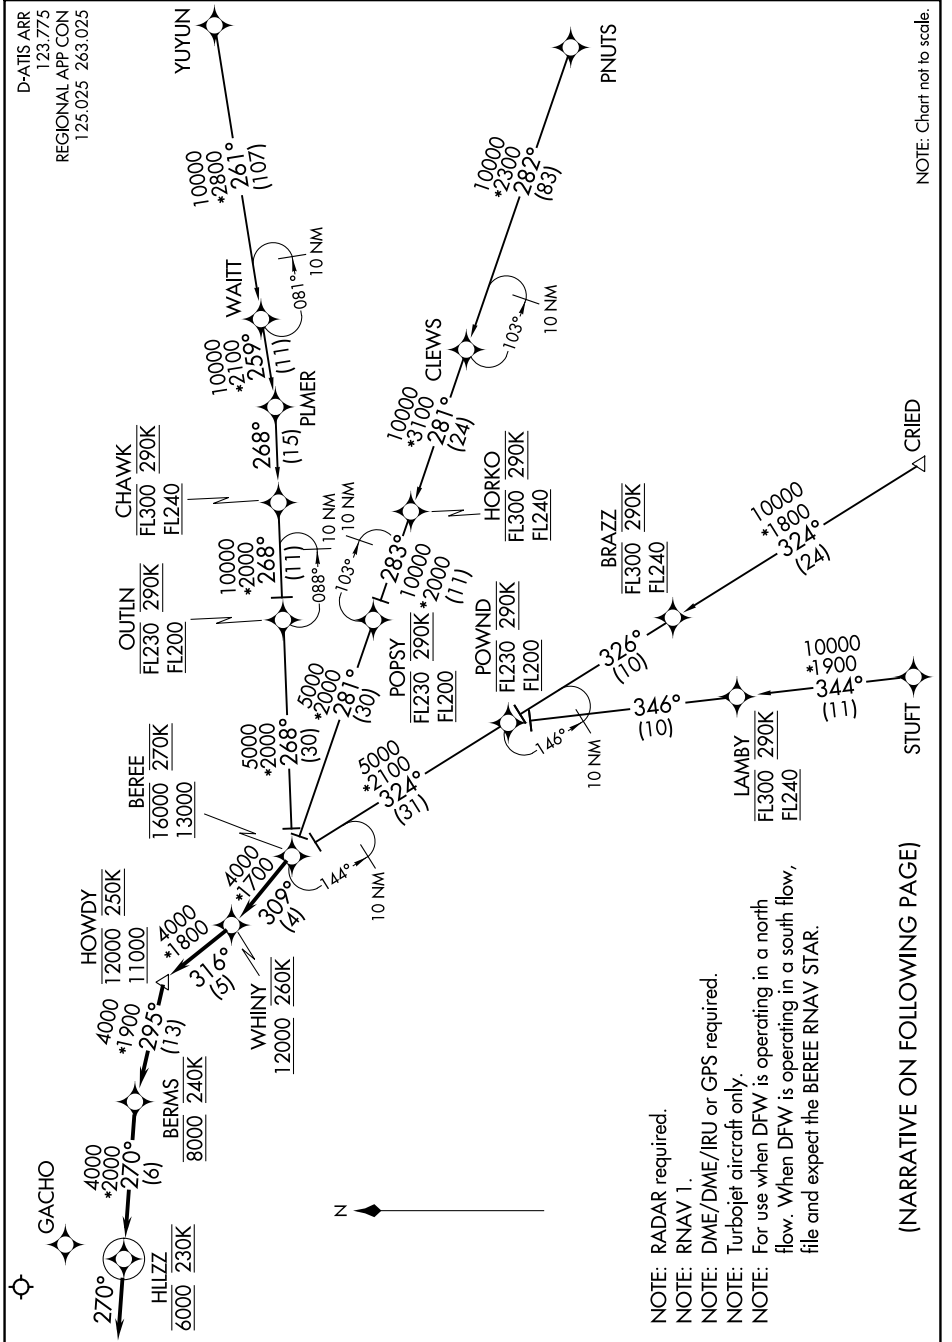 D-ATIS ARR
123.775
REGIONAL APP CON
125.025 263.025
YUYUN
10000
*2800
261°
(107)
WAITT
081°
10 NM
10000
*2100
259°
(11)
PLMER
268°
(15)
CHAWK
FL300 290K
FL240
10000
*2000
268°
(11)
088°
10 NM
OUTLN
FL230 290K
FL200
5000
*2000
268°
(30)
PNUTS
10000
*2300
282°
(83)
CLEWS
103°
10 NM
10000
*3100
281°
(24)
HORKO
FL300 290K
FL240
283°
10000
*2000
(11)
103°
10 NM
POPSY
FL230 290K
FL200
5000
*2000
281°
(30)
CRIED
10000
*1800
324°
(24)
BRAZZ
FL300 290K
FL240
326°
(10)
STUFT
10000
*1900
344°
(11)
LAMBY
FL300 290K
FL240
346°
(10)
POWND
FL230 290K
FL200
146°
10 NM
5000
*2100
324°
(31)
BEREE
16000 270K
13000
144°
10 NM
4000
*1700
309°
(4)
WHINY
12000 260K
4000
*1800
316°
(5)
HOWDY
12000 250K
11000
4000
*1900
295°
(13)
BERMS
8000 240K
4000
*2000
270°
(6)
HLLZZ
6000 230K
270°
GACHO
N
NOTE: RADAR required.
NOTE: RNAV 1.
NOTE: DME/DME/IRU or GPS required.
NOTE: Turbojet aircraft only.
NOTE: For use when DFW is operating in a north
flow. When DFW is operating in a south flow,
file and expect the BEREE RNAV STAR.
(NARRATIVE ON FOLLOWING PAGE)
NOTE: Chart not to scale.